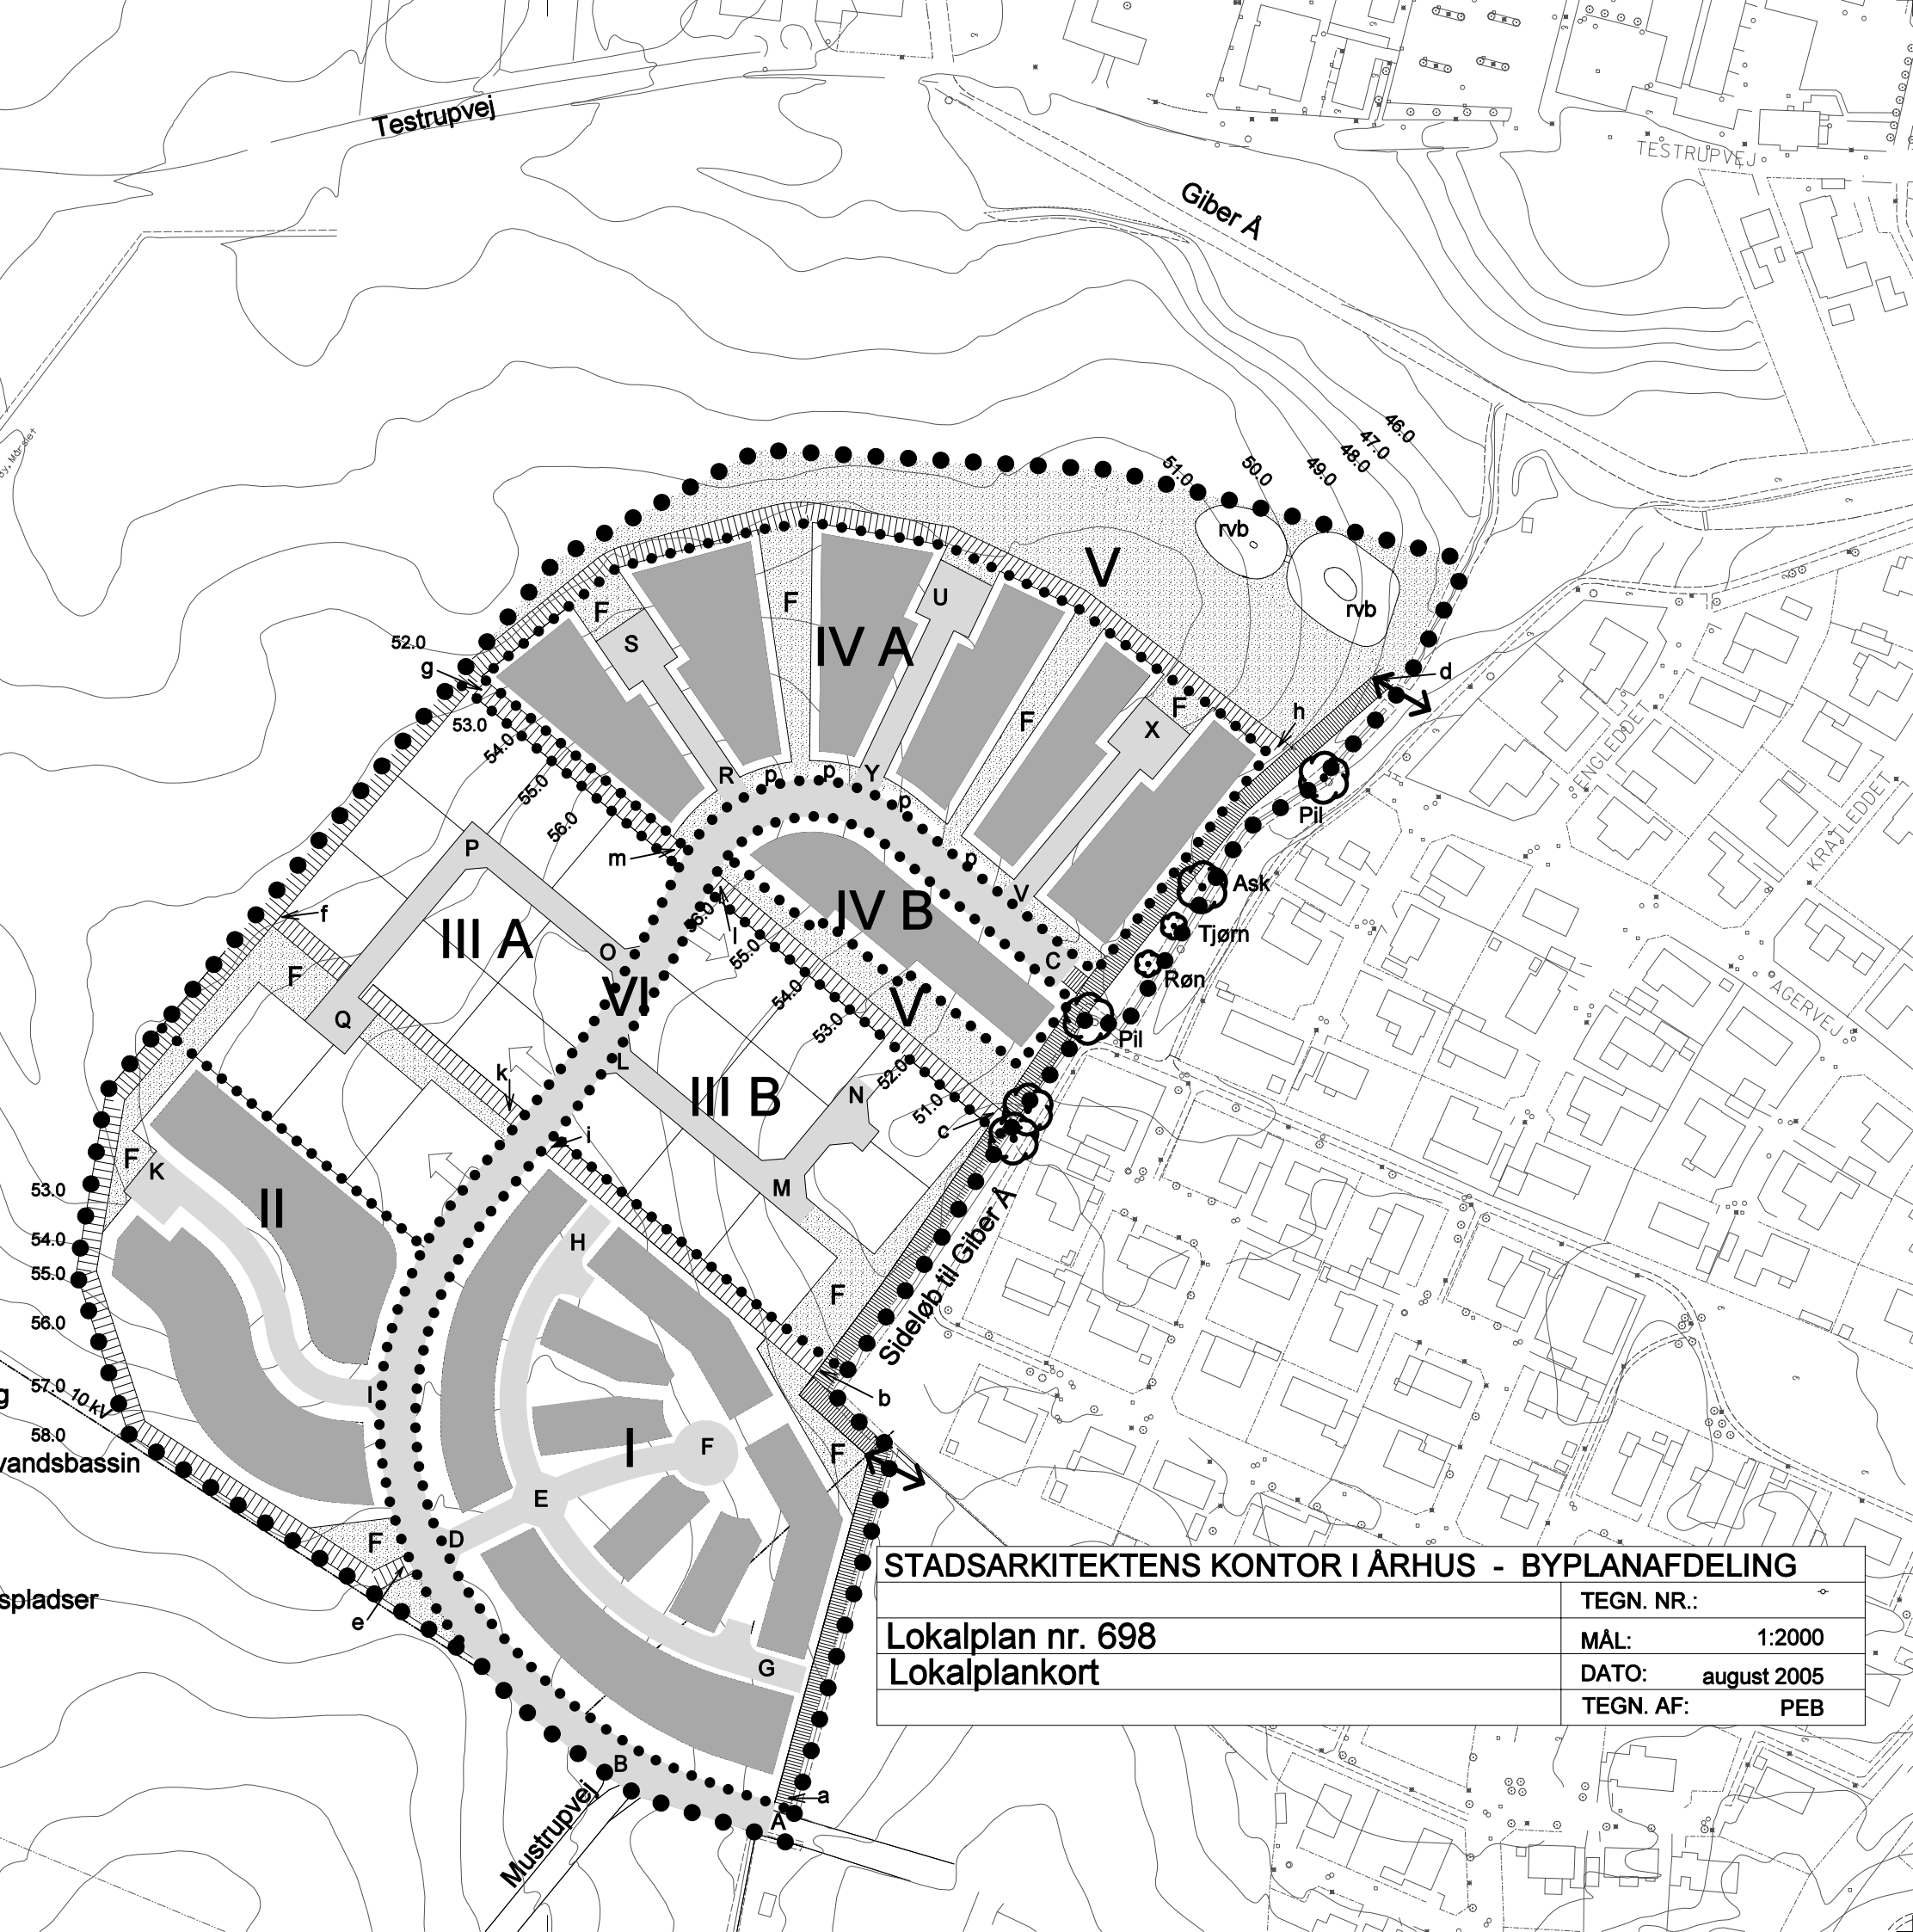 Testrupvej
TESTRUPVEJ
Giber Å
46.0
47.0
48.0
49.0
50.0
51.0
rvb
V
rvb
F
F
U
IV A
S
52.0
g
53.0
54.0
55.0
56.0
d
F
h
F
X
ENGLEDDET
KRAJLEDDET
Pil
R
p
p
Y
p
p
V
m
P
f
III A
O
56.0
l
55.0
54.0
53.0
52.0
51.0
IV B
C
Ask
Tjørn
Røn
Pil
AGERVEJ
V
F
Q
VI
k
L
III B
N
c
i
M
F
K
II
H
53.0
54.0
55.0
56.0
57.0
58.0
10 kV
g
vandsbassin
spladser
Sideløb til Giber Å
F
I
b
F
I
F
E
D
F
e
G
B
a
A
Mustrupvej
STADSARKITEKTENS KONTOR I ÅRHUS - BYPLANAFDELING
TEGN. NR.:
Lokalplan nr. 698
MÅL: 1:2000
Lokalplankort
DATO: august 2005
TEGN. AF: PEB